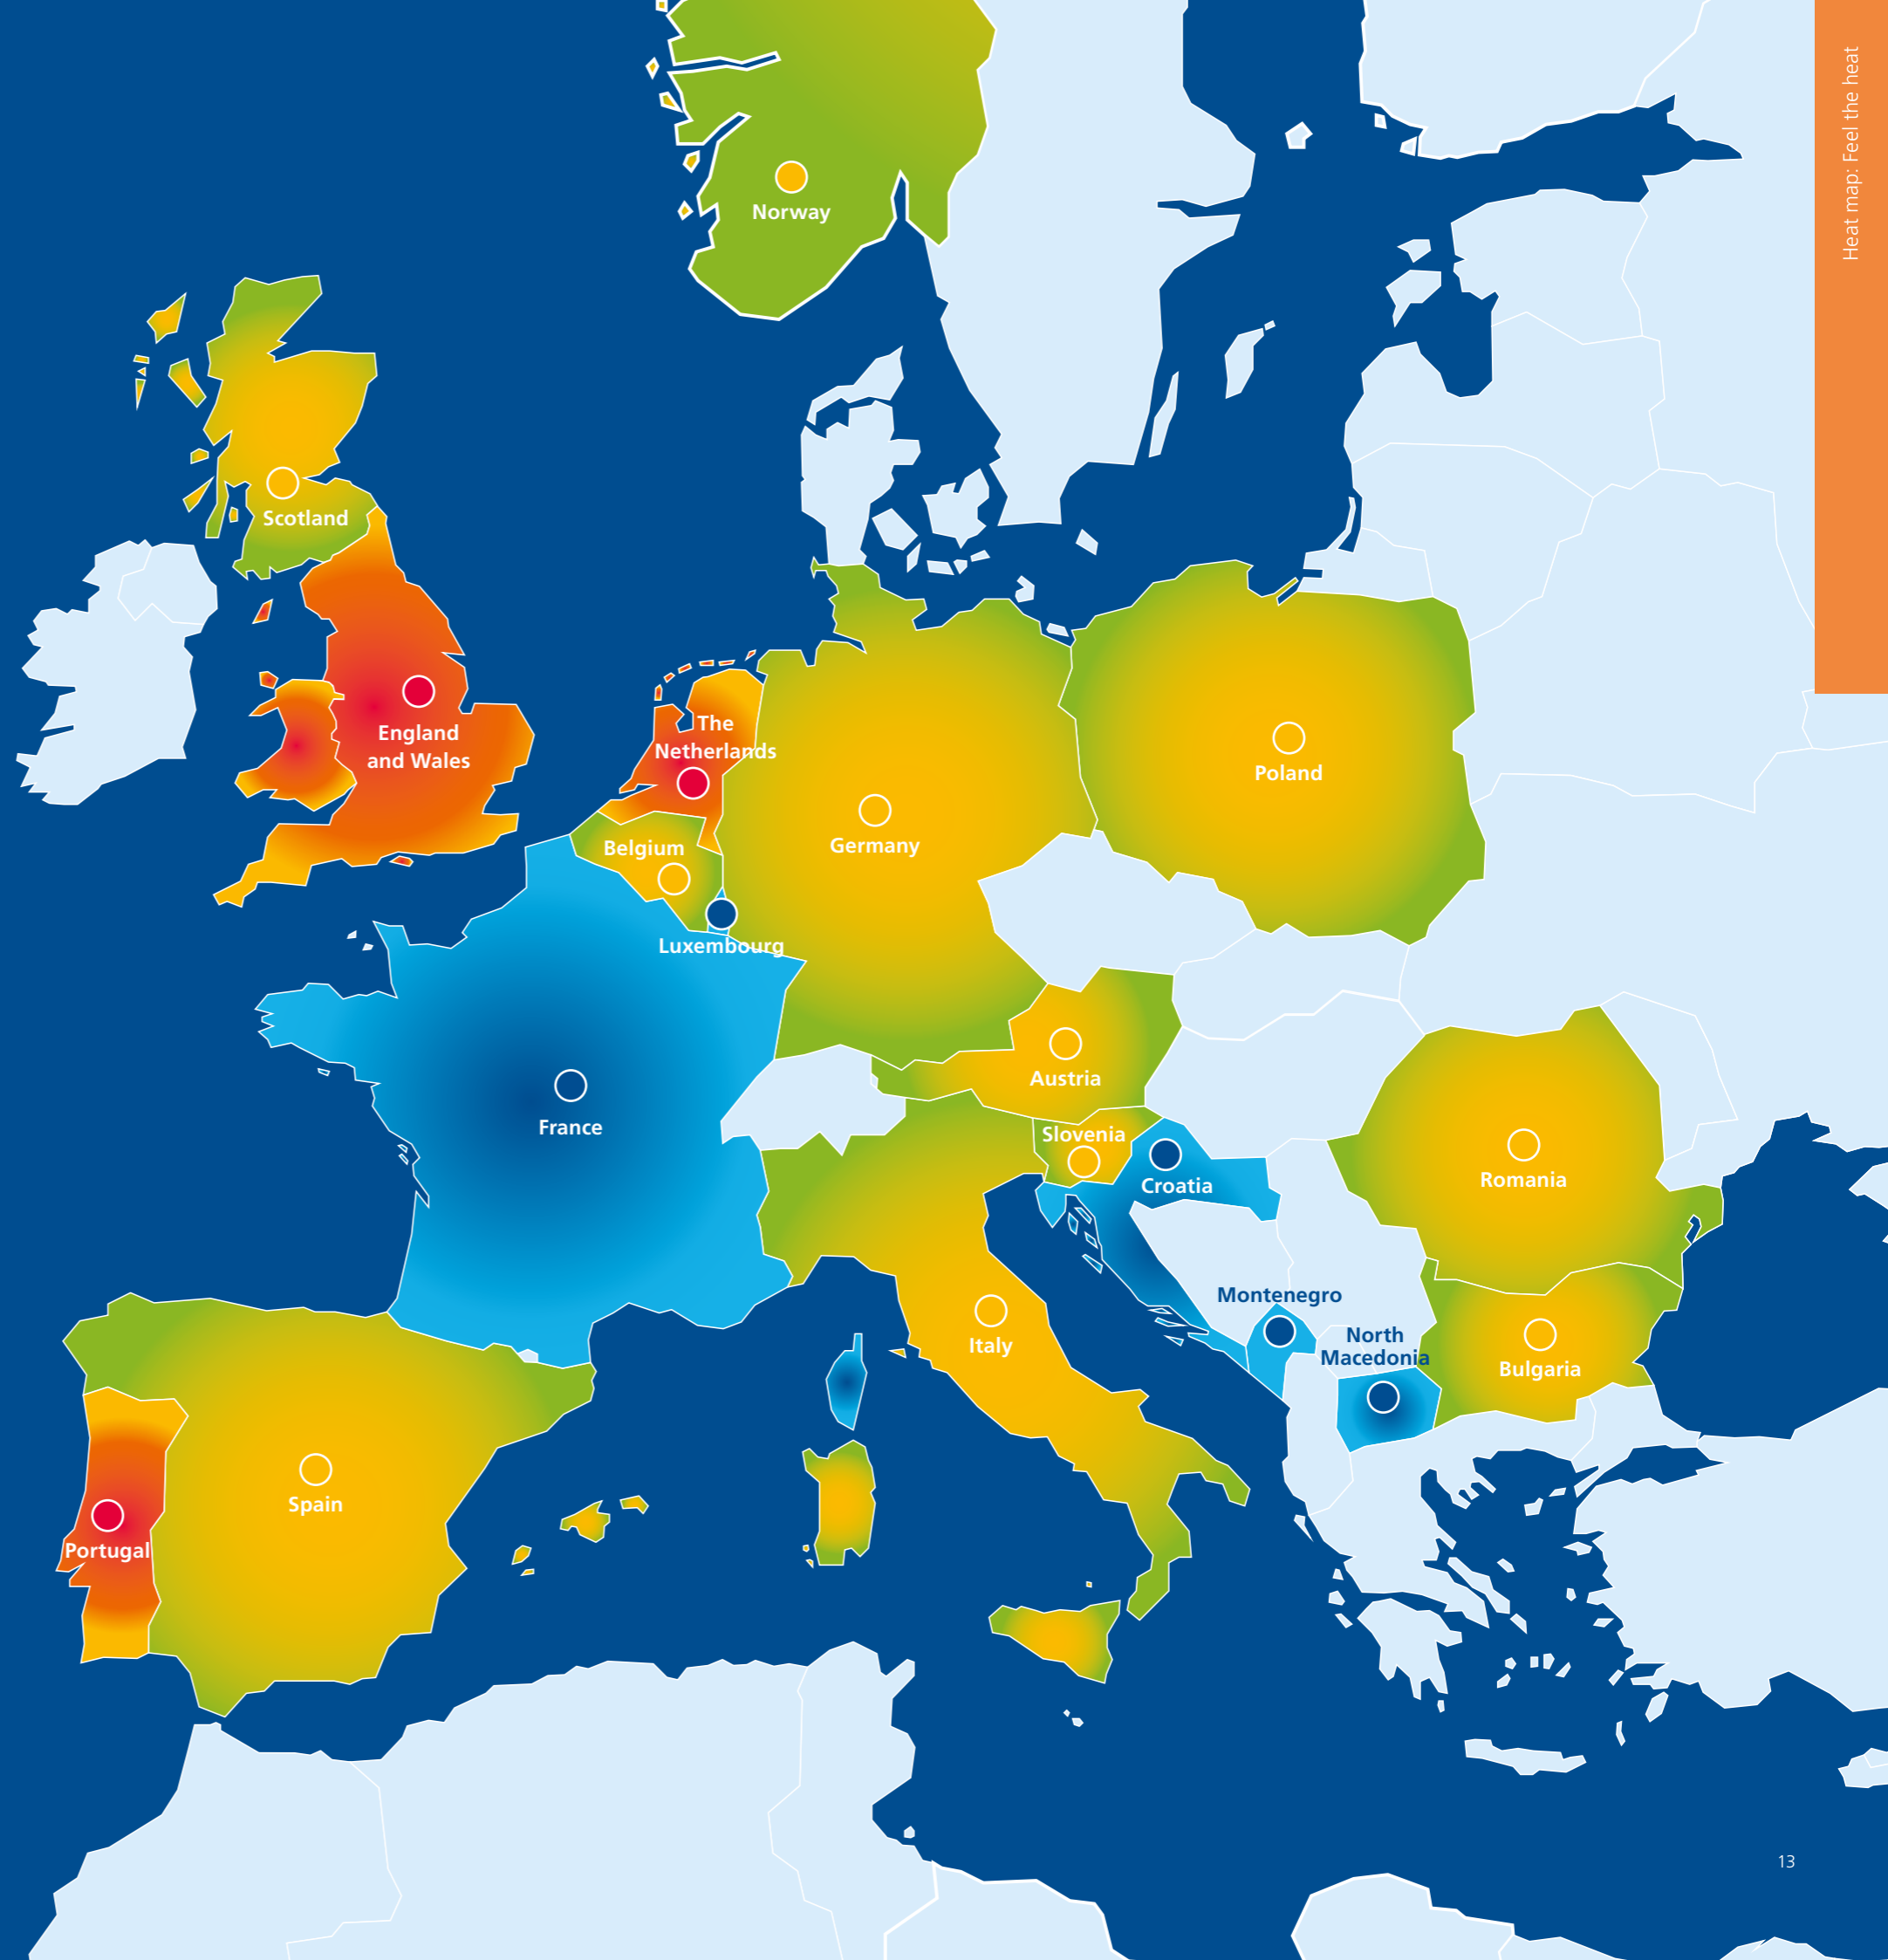 Heat map: Feel the heat
Norway
Scotland
England
and Wales
The
Netherlands
Belgium
Luxembourg
Germany
Poland
France
Austria
Slovenia
Croatia
Romania
Montenegro
North
Macedonia
Bulgaria
Italy
Spain
Portugal
13